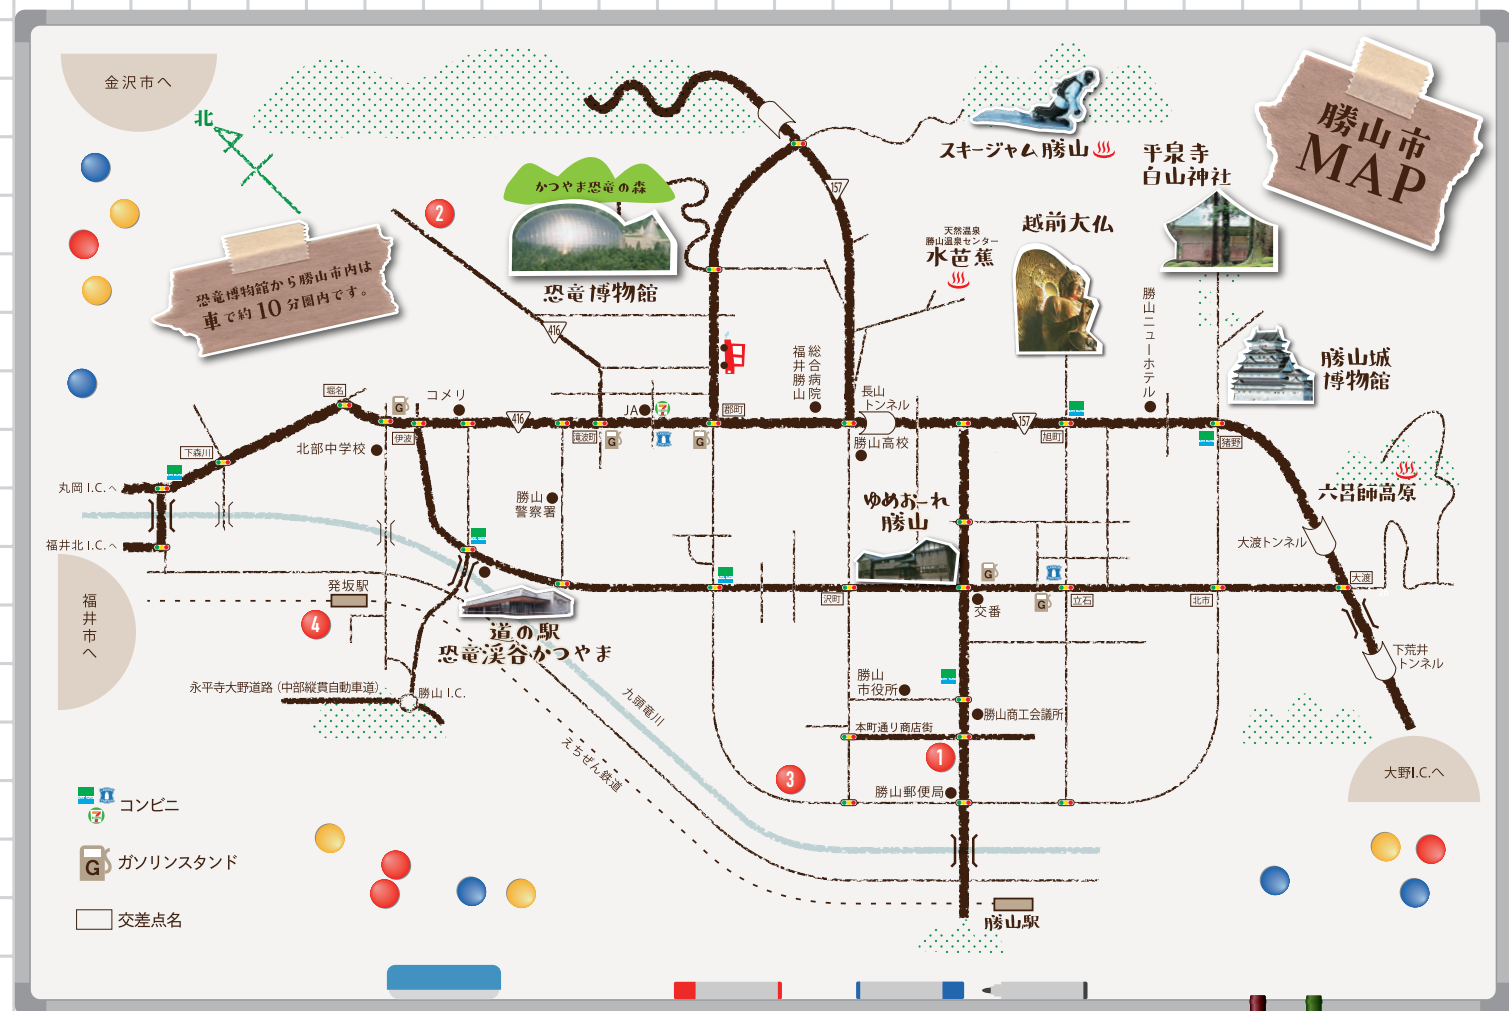 金沢市へ
北
勝山市
MAP
恐竜博物館から勝山市内は
車で約10分圏内です。
2
かつやま恐竜の森
恐竜博物館
157
スキージャム勝山
平泉寺
白山神社
越前大仏
天然温泉
勝山温泉センター
水芭蕉
勝山ニューホテル
勝山城
博物館
416
福井勝山
総合病院
堀名
コメリ
G
416
JA
郡町
長山
トンネル
157
旭町
猪野
伊波
滝波町
G
G
北部中学校
下森川
勝山高校
六呂師高原
丸岡 I.C.へ
勝山
警察署
ゆめおーれ
勝山
大渡トンネル
福井北 I.C.へ
発坂駅
沢町
G
交番
G
立石
北市
大渡
福井市へ
4
道の駅
恐竜渓谷かつやま
下荒井
トンネル
永平寺大野道路(中部縦貫自動車道)
勝山 I.C.
九頭竜川
えちぜん鉄道
勝山
市役所
勝山商工会議所
本町通り商店街
1
3
勝山郵便局
大野I.C.へ
7
コンビニ
G
ガソリンスタンド
交差点名
勝山駅